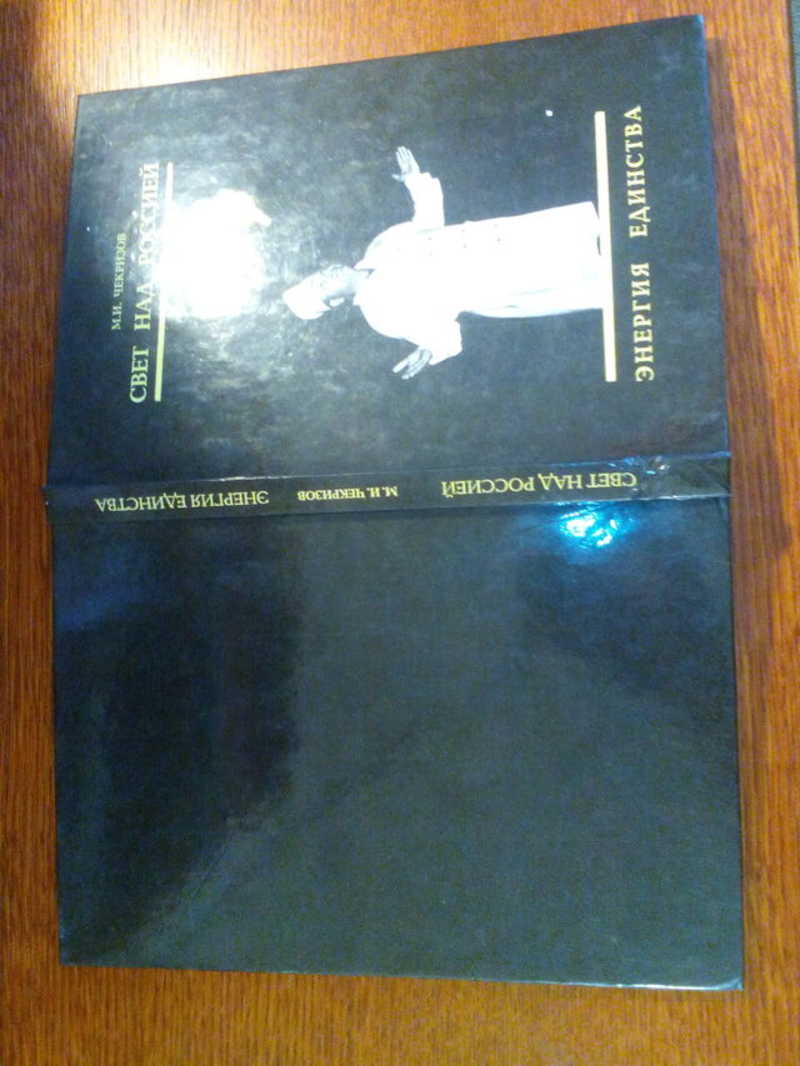 М.И. ЧЕКРИЗОВ
СВЕТ НАД РОССИЕЙ
ЭНЕРГИЯ ЕДИНСТВА
СВЕТ НАД РОССИЕЙ М. И. ЧЕКРИЗОВ ЭНЕРГИЯ ЕДИНСТВА